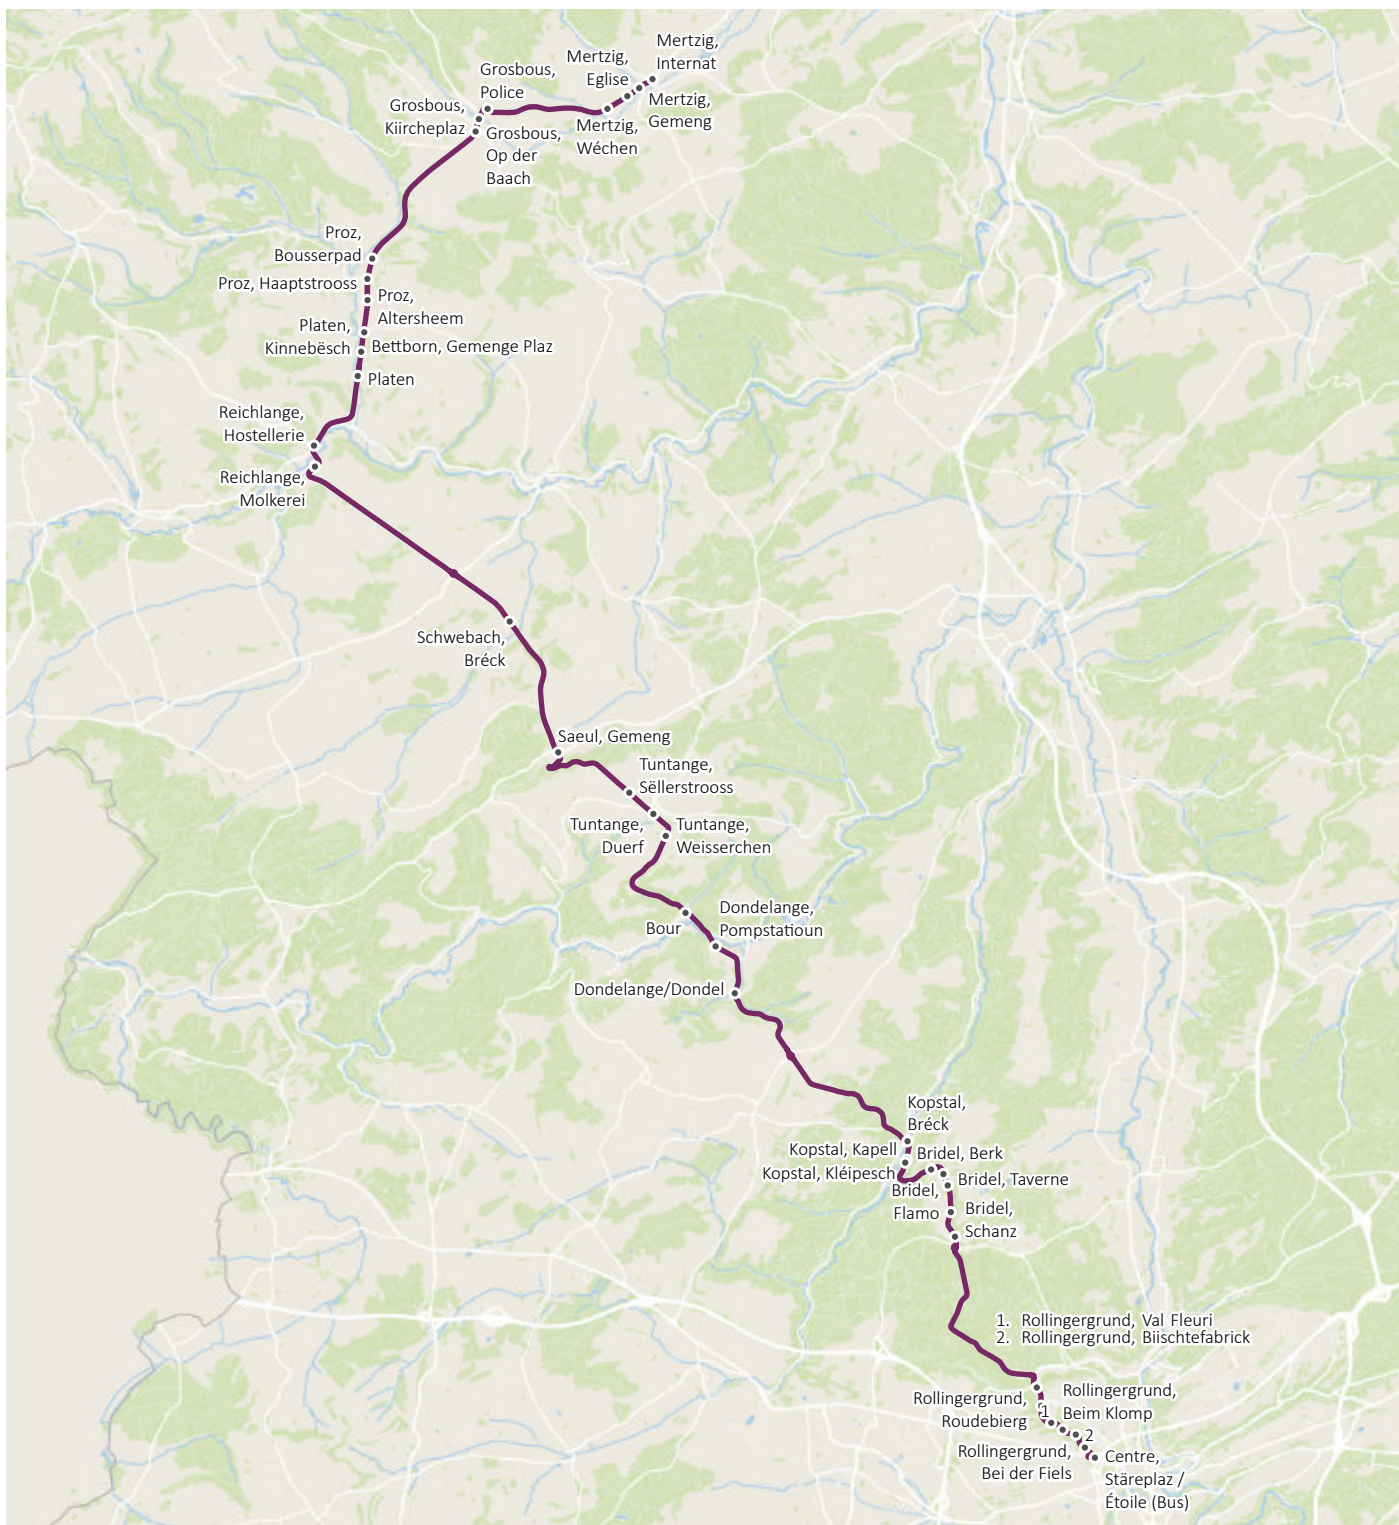 Mertzig,
Internat
Mertzig,
Eglise
Mertzig,
Gemeng
Mertzig,
Wéchen
Grosbous,
Police
Grosbous,
Kiircheplaz
Grosbous,
Op der
Baach
Proz,
Bousserpad
Proz, Haaptstrooss
Proz,
Altersheem
Platen,
Kinnebësch
Bettborn, Gemenge Plaz
Platen
Reichlange,
Hostellerie
Reichlange,
Molkerei
Schwebach,
Bréck
Saeul, Gemeng
Tuntange,
Sëllerstrooss
Tuntange,
Duerf
Tuntange,
Weisserchen
Bour
Dondelange,
Pompstatioun
Dondelange/Dondel
Kopstal,
Bréck
Kopstal, Kapell
Kopstal, Kléipesch
Bridel, Berk
Bridel,
Flamo
Bridel, Taverne
Bridel,
Schanz
1. Rollingergrund, Val Fleuri
2. Rollingergrund, Biischtefabrick
Rollingergrund,
Roudebierg
1
Rollingergrund,
Beim Klomp
2
Rollingergrund,
Bei der Fiels
Centre,
Stäreplaz /
Étoile (Bus)